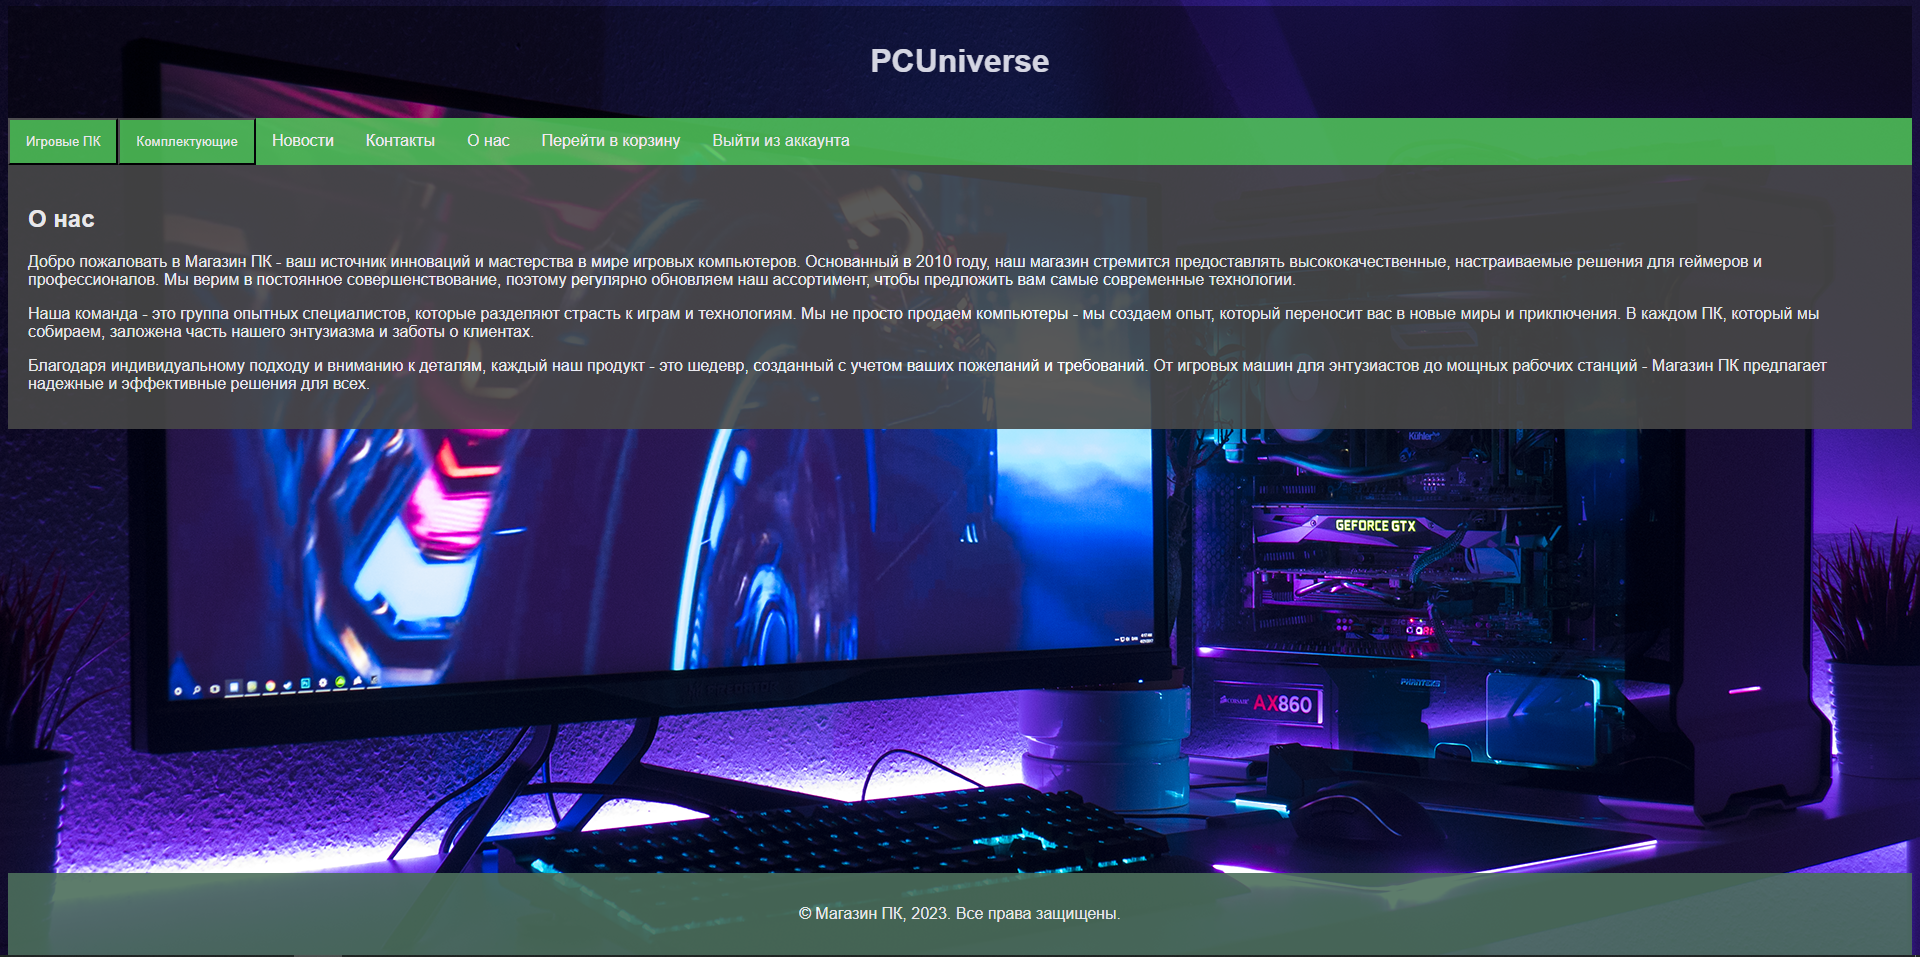 PCUniverse
Игровые ПК Комплектующие Новости Контакты О нас Перейти в корзину Выйти из аккаунта
О нас
Добро пожаловать в Магазин ПК - ваш источник инноваций и мастерства в мире игровых компьютеров. Основанный в 2010 году, наш магазин стремится предоставлять высококачественные, настраиваемые решения для геймеров и
профессионалов. Мы верим в постоянное совершенствование, поэтому регулярно обновляем наш ассортимент, чтобы предложить вам самые современные технологии.
Наша команда - это группа опытных специалистов, которые разделяют страсть к играм и технологиям. Мы не просто продаем компьютеры - мы создаем опыт, который переносит вас в новые миры и приключения. В каждом ПК, который мы
собираем, заложена часть нашего энтузиазма и заботы о клиентах.
Благодаря индивидуальному подходу и вниманию к деталям, каждый наш продукт - это шедевр, созданный с учетом ваших пожеланий и требований. От игровых машин для энтузиастов до мощных рабочих станций - Магазин ПК предлагает
надежные и эффективные решения для всех.
GEFORCE GTX
PHANTEKS
CORSAIR AX860
© Магазин ПК, 2023. Все права защищены.